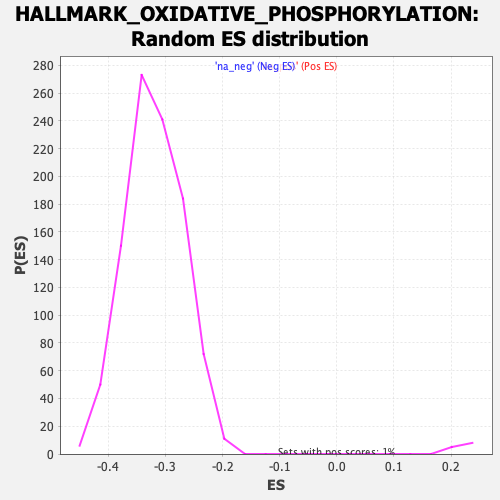 HALLMARK_OXIDATIVE_PHOSPHORYLATION:
Random ES distribution
'na_neg' (Neg ES)' (Pos ES)
280
260
240
220
200
180
160
140
120
100
80
60
40
20
0
P(ES)
Sets with pos scores: 1%
-0.4 -0.3 -0.2 -0.1 0.0 0.1 0.2
ES